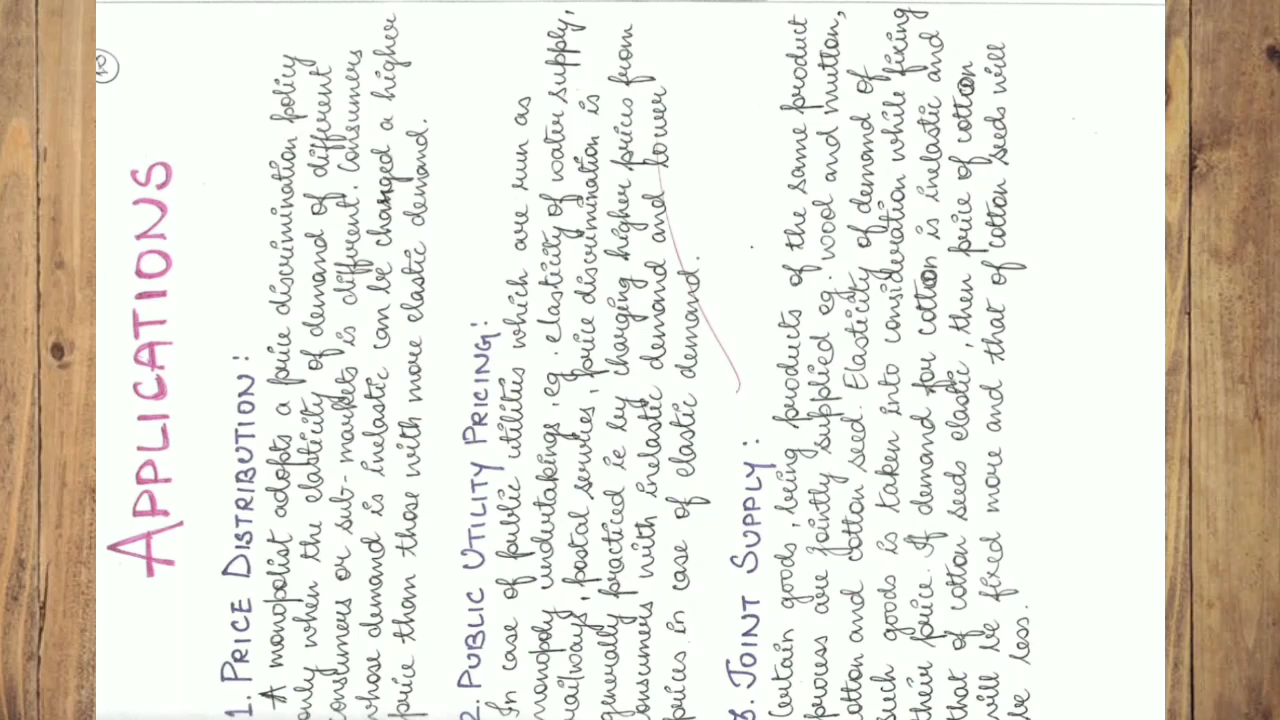 APPLICATIONS
1. PRICE DISTRIBUTION:
A monopolist adopts a price discrimination policy
only when the elasticity of demand of different
consumers or sub-markets is different. Consumers
whose demand is inelastic can be changed a higher
price than those with more elastic demand.
2. PUBLIC UTILITY PRICING:
In case of public utilities which are run as
monopoly undertakings, eg. elasticity of water supply,
railways, postal servies, price discrimination is
generally practiced ie by charging higher prices from
consumers with inelastic demand and lower
prices in case of elastic demand.
3. JOINT SUPPLY:
Certain goods, being products of the same product
process are jointly supplied eg. wool and mutton,
cotton and cotton seed. Elasticity of demand of
such goods is taken into consideration while fixing
their price. If demand for cotton is inelastic and
that of cotton seeds elastic, then price of cotton
will be fixed more and that of cotton seeds will
be less.